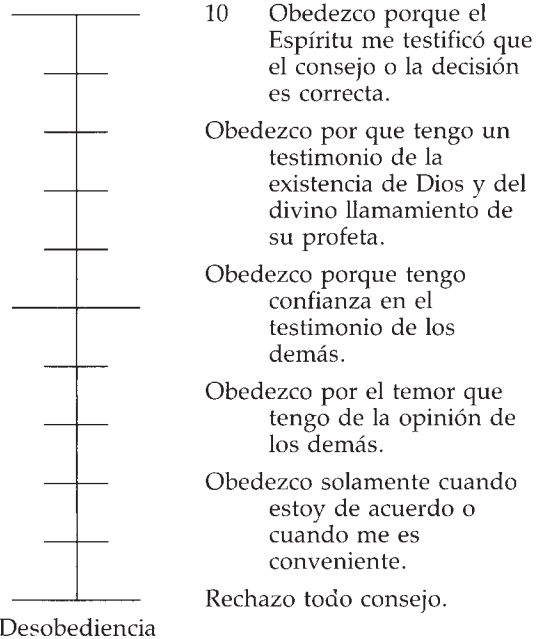 10 Obedezco porque el
Espíritu me testificó que
el consejo o la decisión
es correcta.
Obedezco por que tengo un
testimonio de la
existencia de Dios y del
divino llamamiento de
su profeta.
Obedezco porque tengo
confianza en el
testimonio de los
demás.
Obedezco por el temor que
tengo de la opinión de
los demás.
Obedezco solamente cuando
estoy de acuerdo o
cuando me es
conveniente.
Rechazo todo consejo.
Desobediencia